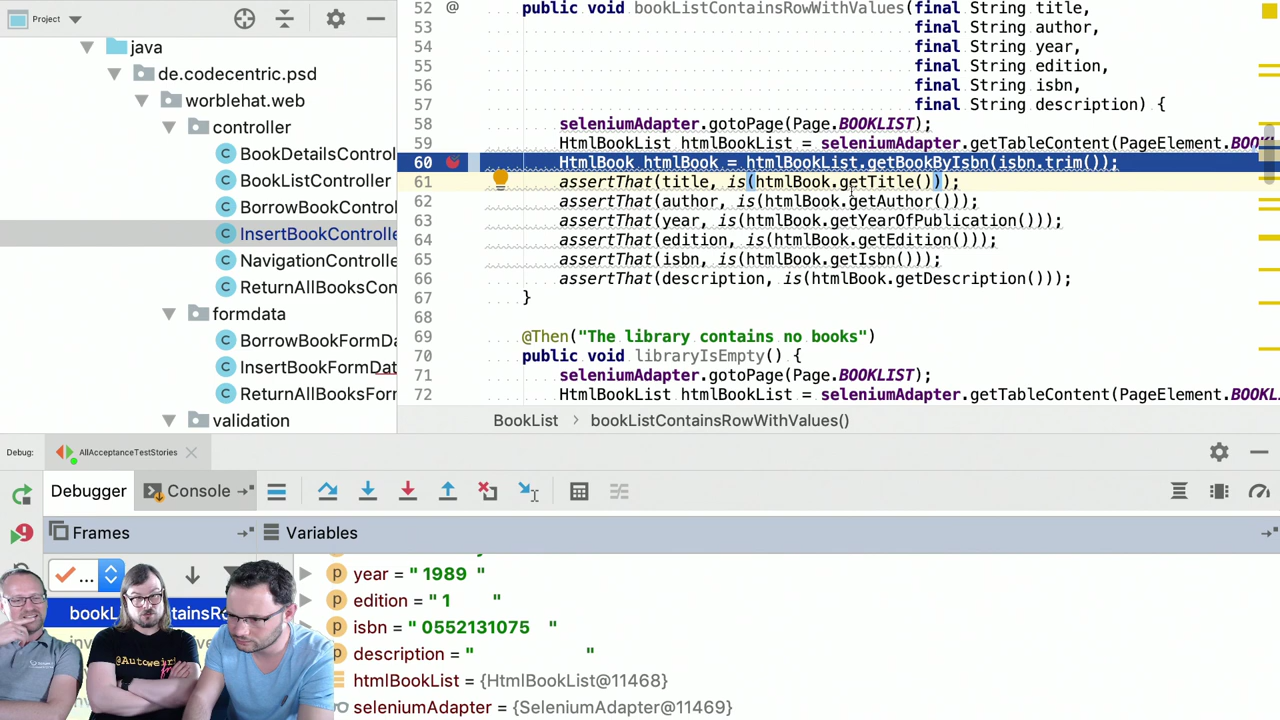 Project
java
de.codecentric.psd
worblehat.web
controller
BookDetailsControl
BookListController
BorrowBookContro
InsertBookControlle
NavigationControlle
ReturnAllBooksCon
formdata
BorrowBookFormDa
InsertBookFormDat
ReturnAllBooksForr
validation
52 @ public void bookListContainsRowWithValues(final String title,
53 final String author,
54 final String year,
55 final String edition,
56 final String isbn,
57 final String description) {
58 seleniumAdapter.gotoPage(Page.BOOKLIST);
59 HtmlBookList htmlBookList = seleniumAdapter.getTableContent(PageElement.BOO
60 HtmlBook htmlBook = htmlBookList.getBookByIsbn(isbn.trim());
61 assertThat(title, is(htmlBook.getTitle()));
62 assertThat(author, is(htmlBook.getAuthor()));
63 assertThat(year, is(htmlBook.getYearOfPublication()));
64 assertThat(edition, is(htmlBook.getEdition()));
65 assertThat(isbn, is(htmlBook.getIsbn()));
66 assertThat(description, is(htmlBook.getDescription()));
67 }
68
69 @Then("The library contains no books")
70 public void libraryIsEmpty() {
71 seleniumAdapter.gotoPage(Page.BOOKLIST);
72 HtmlBookList htmlBookList = seleniumAdapter.getTableContent(PageElement.BOOKL
BookList > bookListContainsRowWithValues()
Debug: AllAcceptanceTestStories
Debugger Console
9 Frames Variables
...
bookLi tainsRo
year = " 1989 "
edition = " 1 "
isbn = " 0552131075 "
description = " "
htmlBookList = {HtmlBookList@11468}
seleniumAdapter = {SeleniumAdapter@11469}